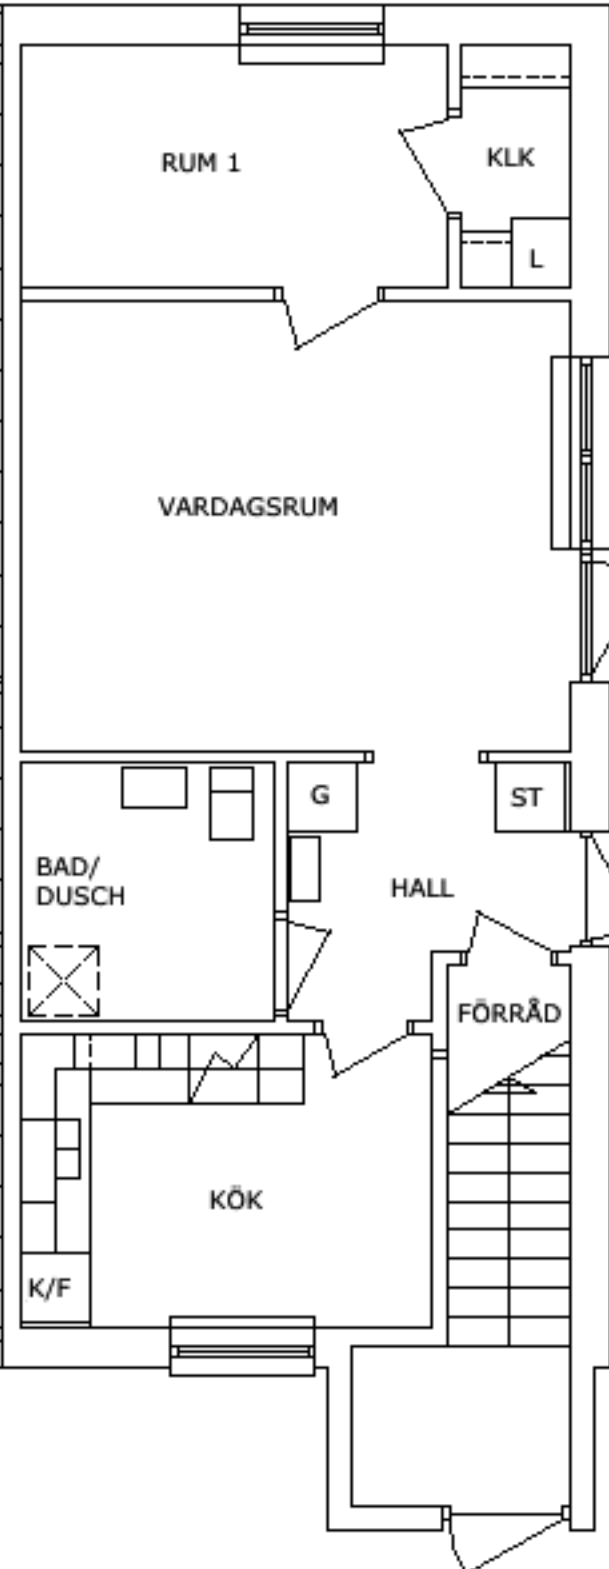 RUM 1
KLK
L
VARDAGSRUM
G
ST
BAD/
DUSCH
HALL
FÖRRÅD
KÖK
K/F